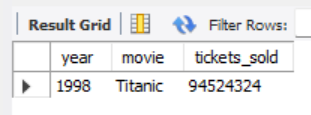 Result Grid Filter Rows:
year movie tickets_sold
1998 Titanic 94524324